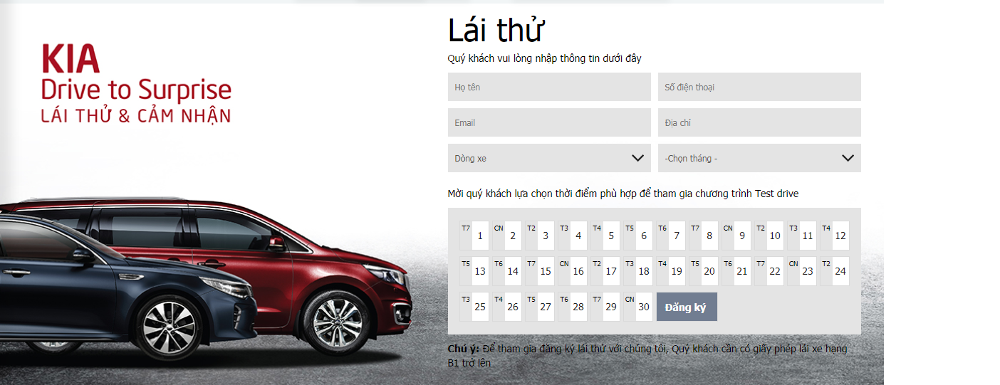 KIA
Drive to Surprise
LÁI THỬ & CẢM NHẬN
Lái thử
Quý khách vui lòng nhập thông tin dưới đây
Họ tên
Số điện thoại
Email
Địa chỉ
Dòng xe
-Chọn tháng -
Mời quý khách lựa chọn thời điểm phù hợp để tham gia chương trình Test drive
T7 1 CN 2 T2 3 T3 4 T4 5 T5 6 T6 7 T7 8 CN 9 T2 10 T3 11 T4 12
T5 13 T6 14 T7 15 CN 16 T2 17 T3 18 T4 19 T5 20 T6 21 T7 22 CN 23 T2 24
T3 25 T4 26 T5 27 T6 28 T7 29 CN 30 Đăng ký
Chú ý: Để tham gia đăng ký lái thử với chúng tôi, Quý khách cần có giấy phép lái xe hạng
B1 trở lên